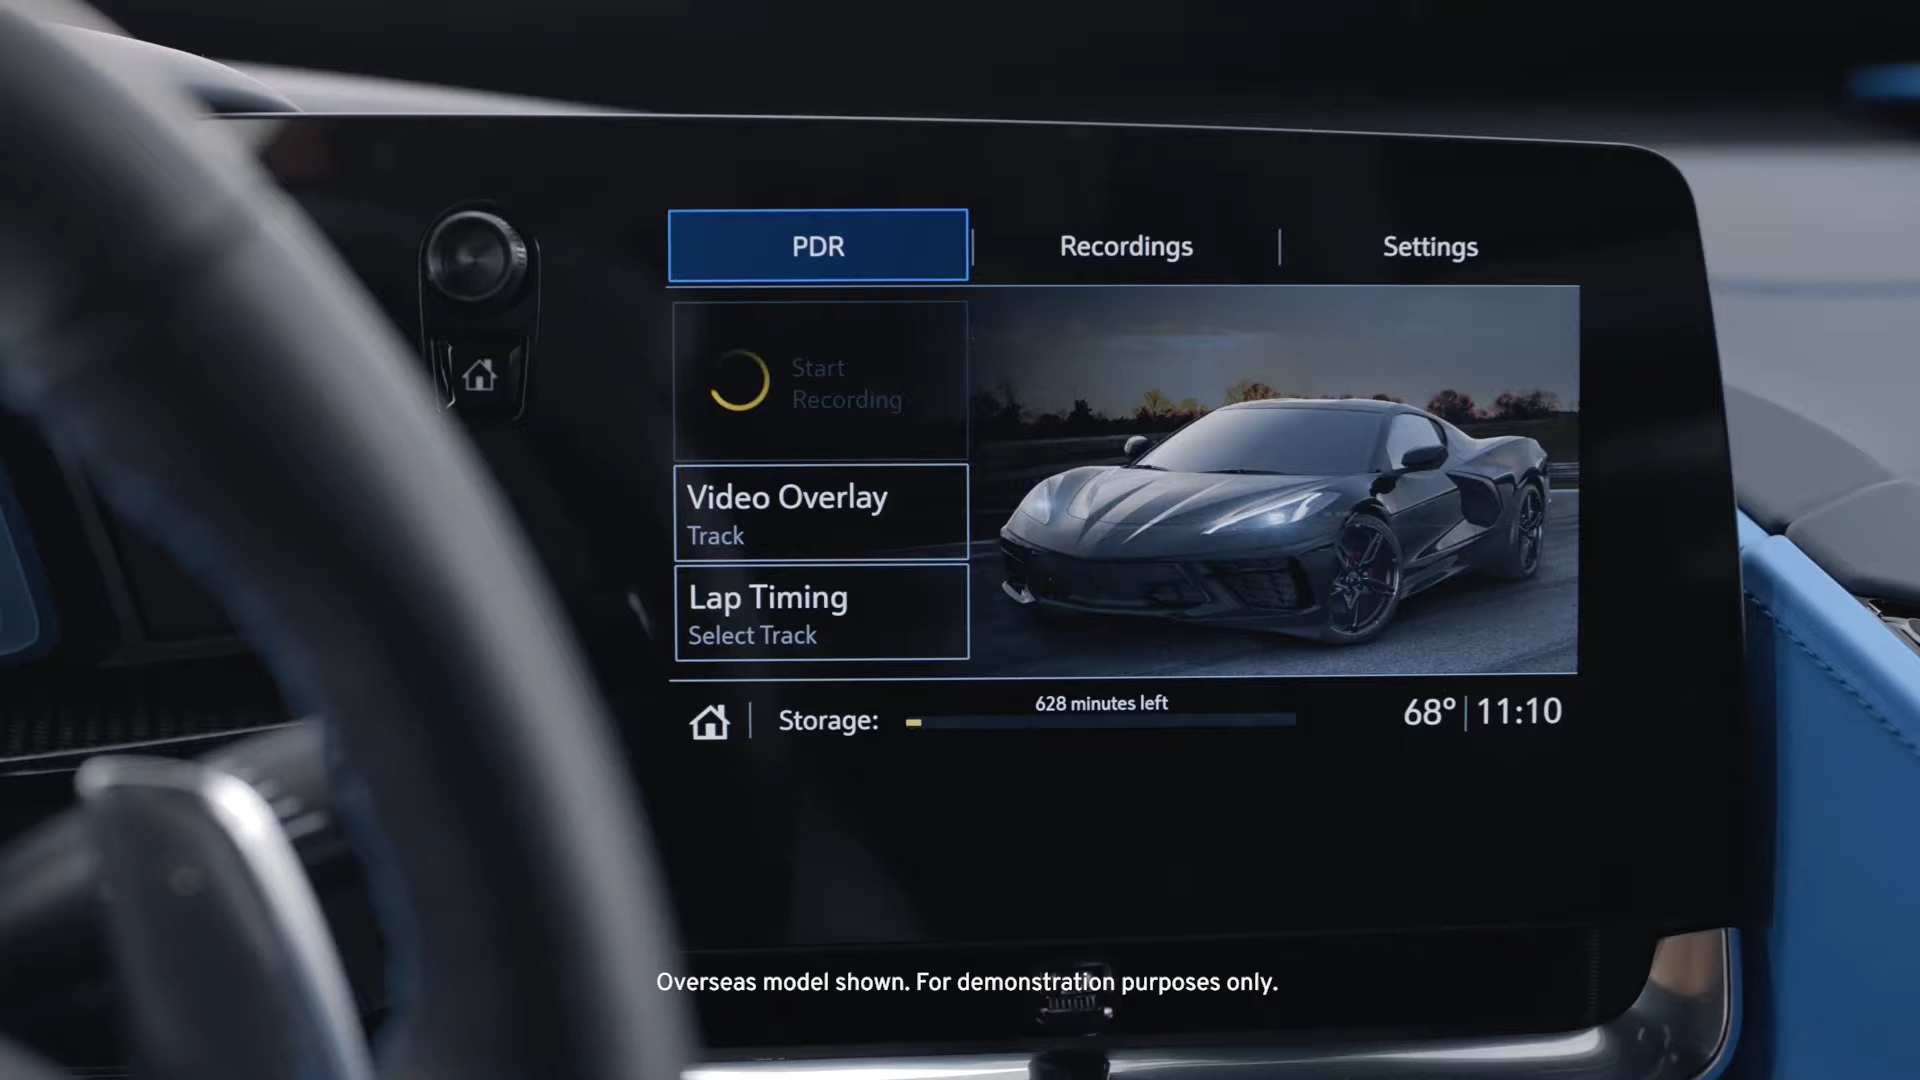 PDR
Recordings
Settings
Start
Recording
Video Overlay
Track
Lap Timing
Select Track
Storage:
628 minutes left
68° | 11:10
Overseas model shown. For demonstration purposes only.